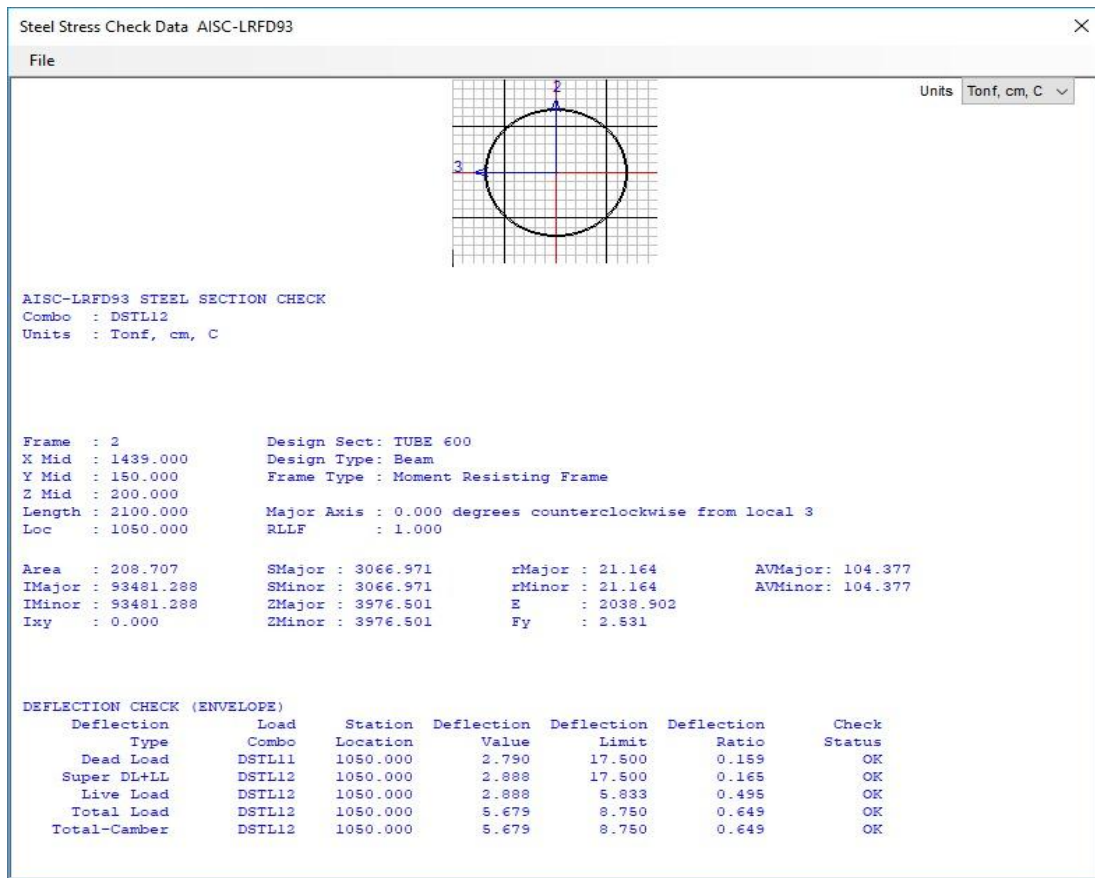 Steel Stress Check Data AISC-LRFD93
File
Units Tonf, cm, C
2
3
AISC-LRFD93 STEEL SECTION CHECK
Combo : DSTL12
Units : Tonf, cm, C
Frame : 2 Design Sect: TUBE 600
X Mid : 1439.000 Design Type: Beam
Y Mid : 150.000 Frame Type : Moment Resisting Frame
Z Mid : 200.000
Length : 2100.000 Major Axis : 0.000 degrees counterclockwise from local 3
Loc : 1050.000 RLLF : 1.000
Area : 208.707 SMajor : 3066.971 rMajor : 21.164 AVMajor: 104.377
IMajor : 93481.288 SMinor : 3066.971 rMinor : 21.164 AVMinor: 104.377
IMinor : 93481.288 ZMajor : 3976.501 E : 2038.902
Ixy : 0.000 ZMinor : 3976.501 Fy : 2.531
DEFLECTION CHECK (ENVELOPE)
Deflection Load Station Deflection Deflection Deflection Check
Type Combo Location Value Limit Ratio Status
Dead Load DSTL11 1050.000 2.790 17.500 0.159 OK
Super DL+LL DSTL12 1050.000 2.888 17.500 0.165 OK
Live Load DSTL12 1050.000 2.888 5.833 0.495 OK
Total Load DSTL12 1050.000 5.679 8.750 0.649 OK
Total-Camber DSTL12 1050.000 5.679 8.750 0.649 OK